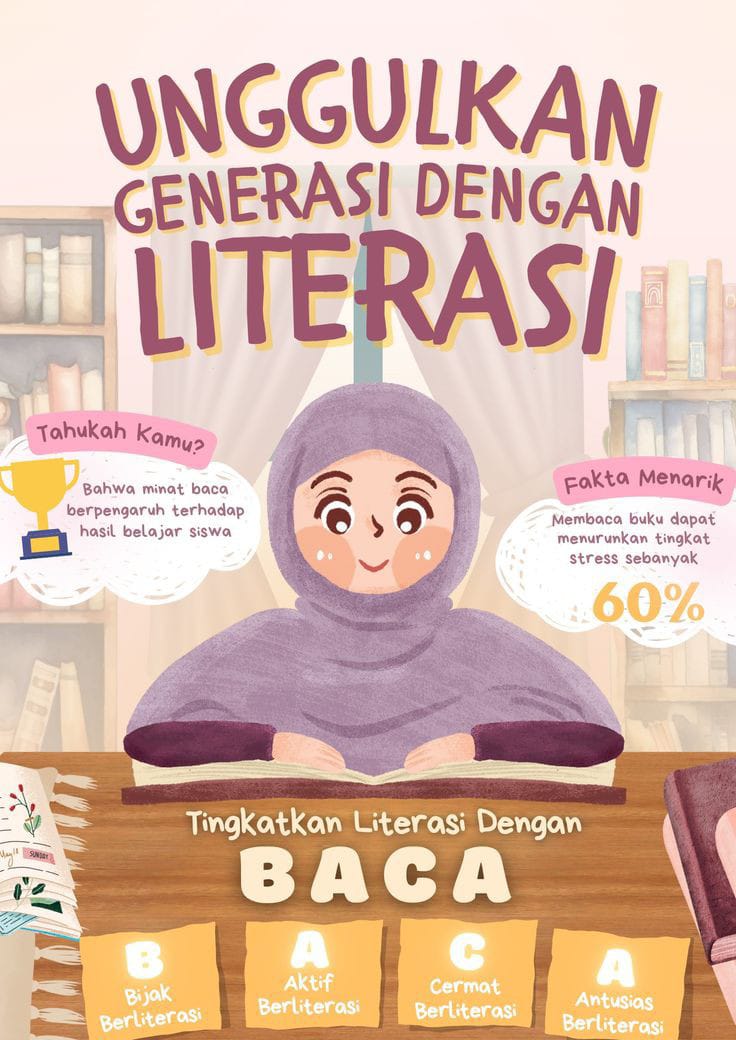 UNGGULKAN
GENERASI DENGAN
LITERASI
Tahukah Kamu?
Bahwa minat baca
berpengaruh terhadap
hasil belajar siswa
Fakta Menarik
Membaca buku dapat
menurunkan tingkat
stress sebanyak
60%
Tingkatkan Literasi Dengan
BACA
B
Bijak
Berliterasi
A
Aktif
Berliterasi
C
Cermat
Berliterasi
A
Antusias
Berliterasi
SUNDAY